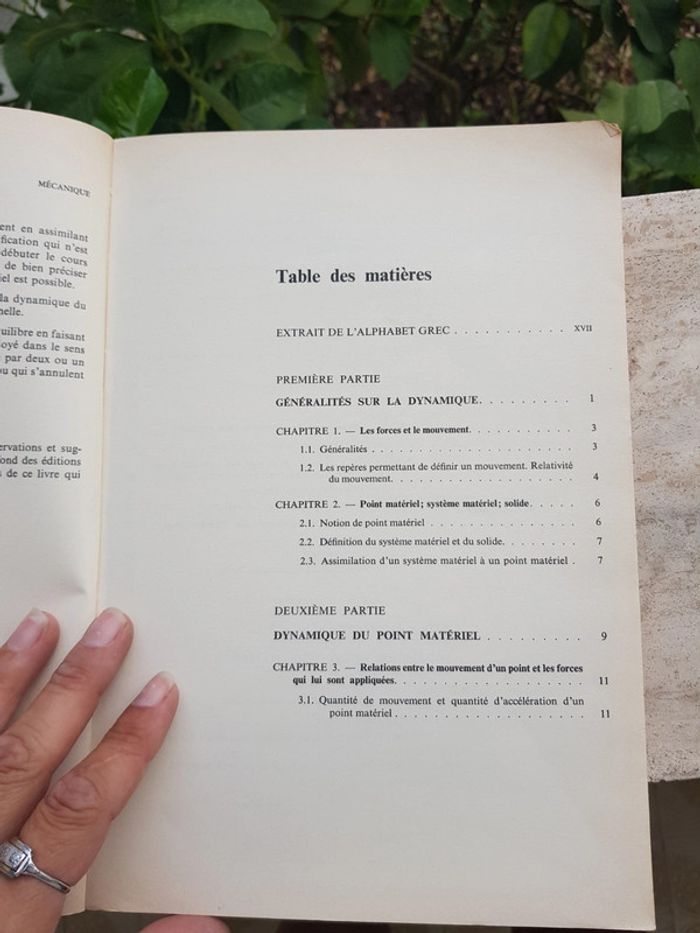 MÉCANIQUE
ent en assimilant
fication qui n'est
débuter le cours
de bien préciser
iel est possible.
la dynamique du
nelle.
uilibre en faisant
loyé dans le sens
par deux ou un
ou qui s'annulent
ervations et sug-
fond des éditions
de ce livre qui
Table des matières
EXTRAIT DE L'ALPHABET GREC . . . . . . . . . . . XVII
PREMIÈRE PARTIE
GÉNÉRALITÉS SUR LA DYNAMIQUE. . . . . . . . . 1
CHAPITRE 1. — Les forces et le mouvement. . . . . . . . . . 3
1.1. Généralités . . . . . . . . . . . . . . . . . . 3
1.2. Les repères permettant de définir un mouvement. Relativité
du mouvement. . . . . . . . . . . . . . . . . . 4
CHAPITRE 2. — Point matériel; système matériel; solide. . . . . 6
2.1. Notion de point matériel . . . . . . . . . . . . . 6
2.2. Définition du système matériel et du solide. . . . . . . 7
2.3. Assimilation d'un système matériel à un point matériel . 7
DEUXIÈME PARTIE
DYNAMIQUE DU POINT MATÉRIEL . . . . . . . . . 9
CHAPITRE 3. — Relations entre le mouvement d'un point et les forces
qui lui sont appliquées. . . . . . . . . . . . . . . . . 11
3.1. Quantité de mouvement et quantité d'accélération d'un
point matériel . . . . . . . . . . . . . . . . . . 11